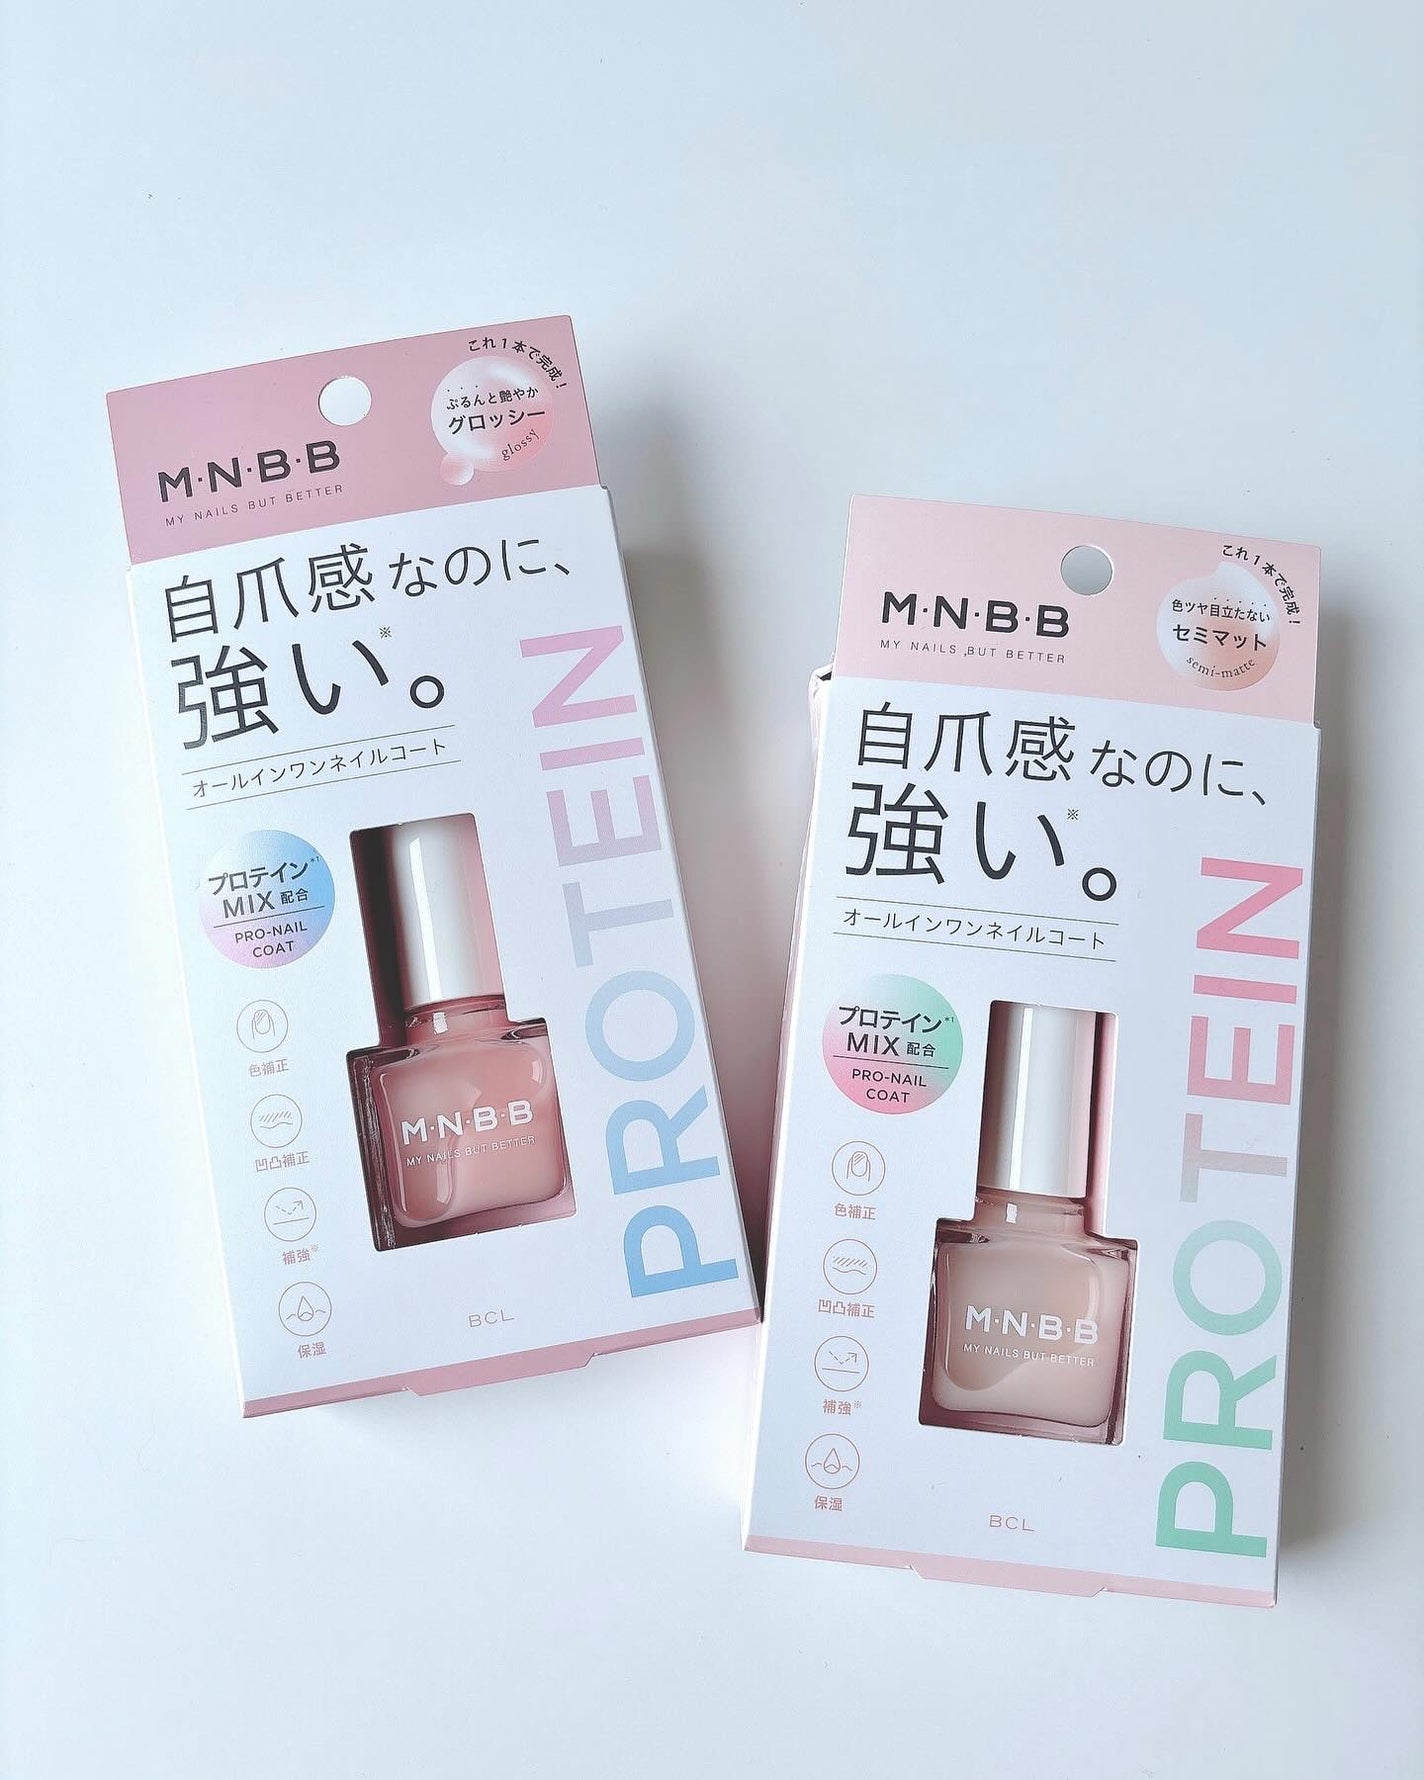 これ1本で完成!
ぷるんと艶やか
グロッシー
glossy
M·N·B·B
MY NAILS BUT BETTER
自爪感なのに、
強い。※
オールインワンネイルコート
プロテイン*1
MIX配合
PRO-NAIL
COAT
色補正
凹凸補正
補強※
保湿
M·N·B·B
MY NAILS BUT BETTER
PROTEIN
BCL
これ1本で完成!
色ツヤ目立たない
セミマット
semi-matte
M·N·B·B
MY NAILS BUT BETTER
自爪感なのに、
強い。※
オールインワンネイルコート
プロテイン*1
MIX配合
PRO-NAIL
COAT
色補正
凹凸補正
補強※
保湿
M·N·B·B
MY NAILS BUT BETTER
PROTEIN
BCL